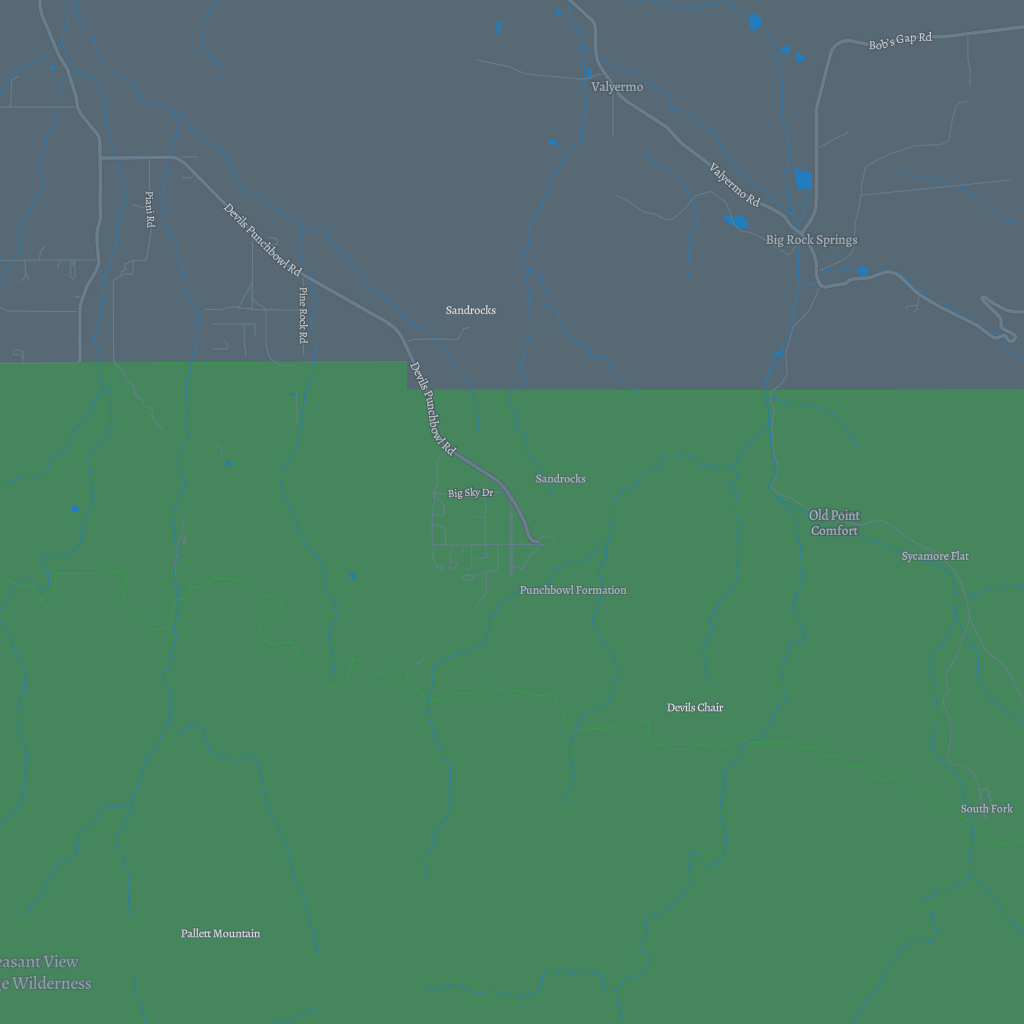 Bob's Gap Rd
Valyermo
Valyermo Rd
Piani Rd
Devils Punchbowl Rd
Big Rock Springs
Pine Rock Rd
Sandrocks
Devils Punchbowl Rd
Sandrocks
Big Sky Dr
Old Point
Comfort
Sycamore Flat
Punchbowl Formation
Devils Chair
South Fork
Pallett Mountain
easant View
e Wilderness